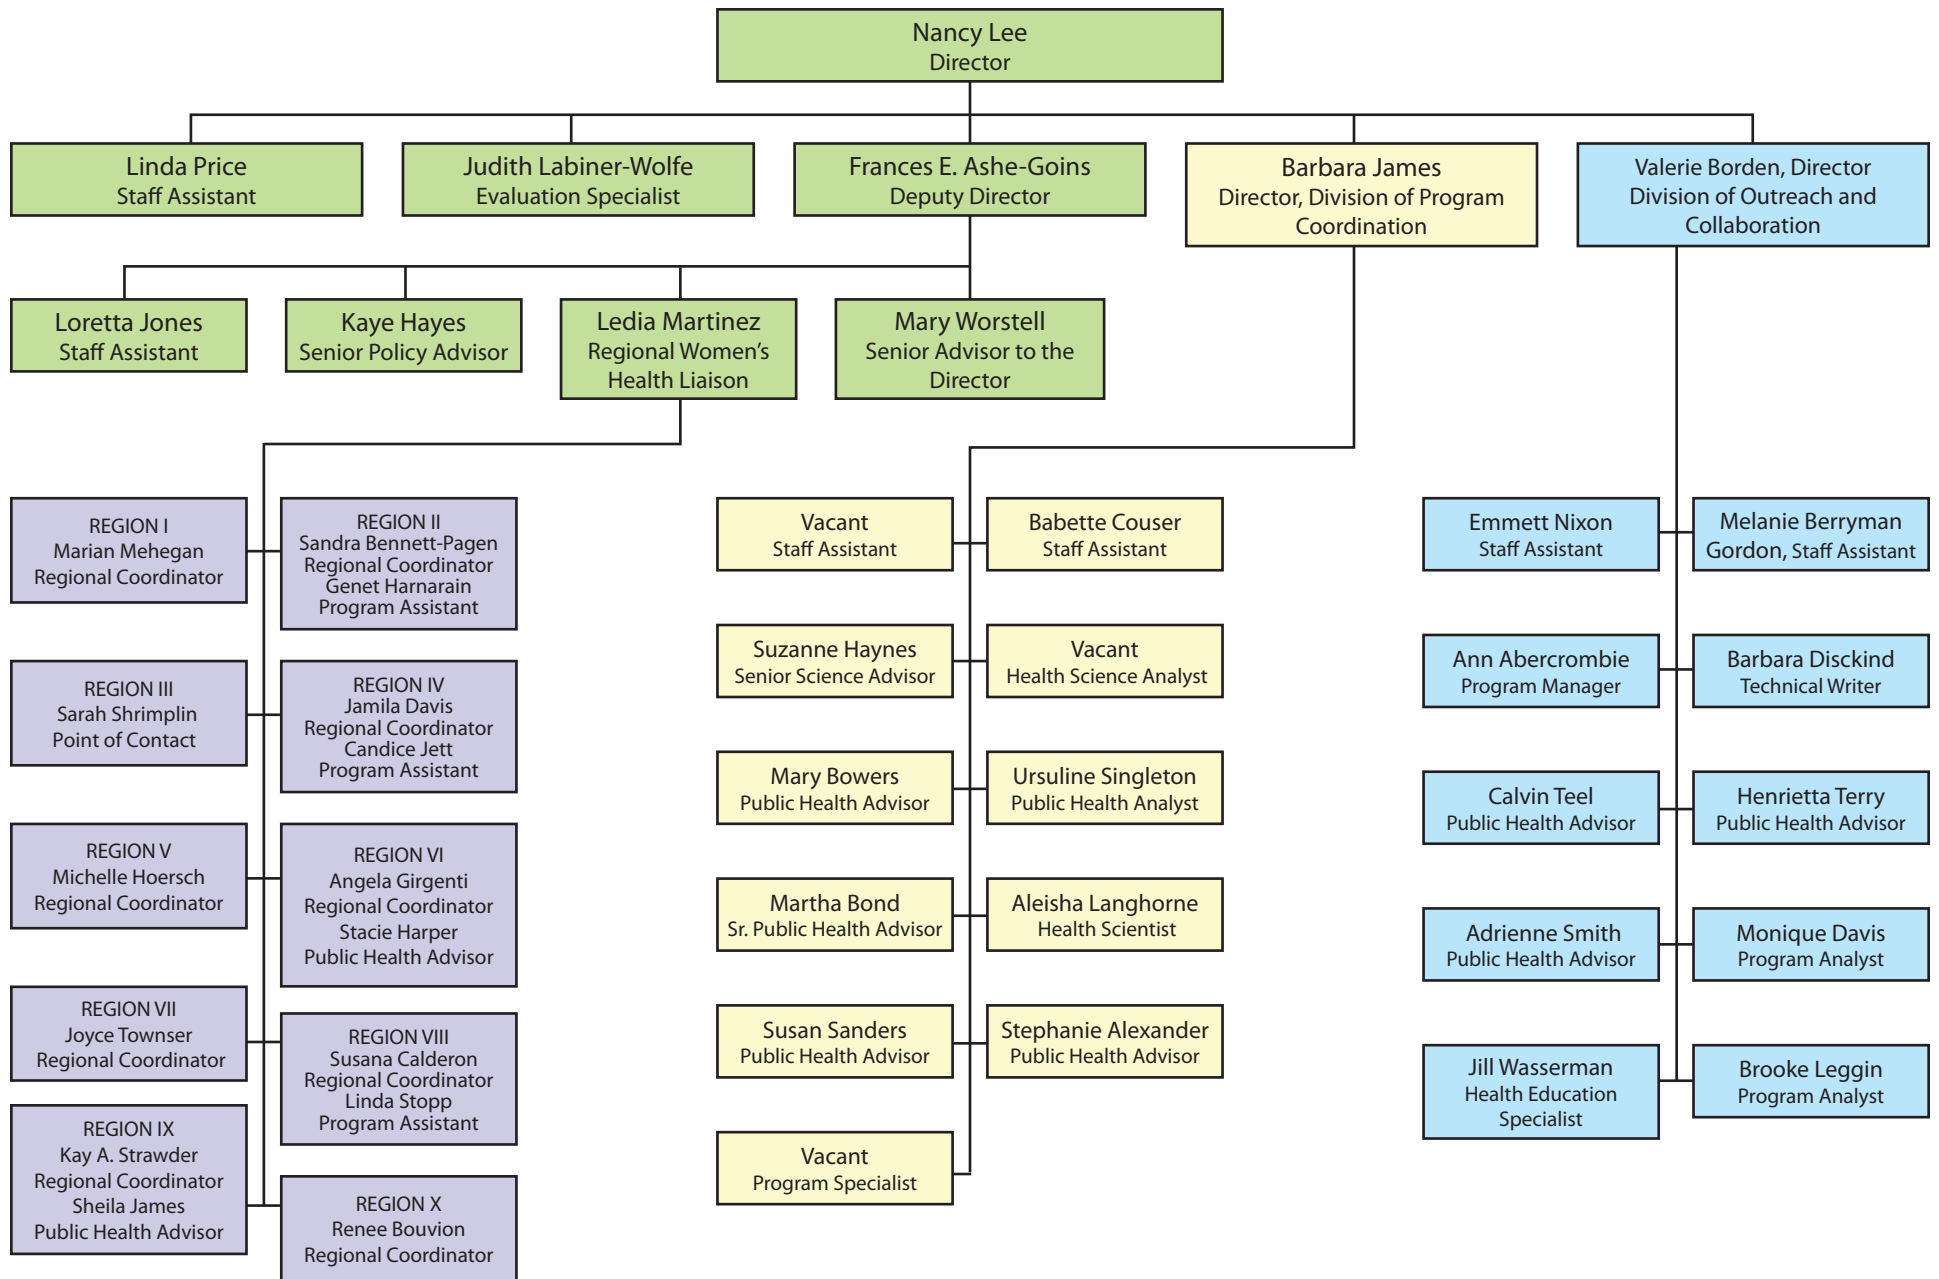 Nancy Lee
Director
Linda Price
Staff Assistant
Judith Labiner-Wolfe
Evaluation Specialist
Frances E. Ashe-Goins
Deputy Director
Barbara James
Director, Division of Program
Coordination
Valerie Borden, Director
Division of Outreach and
Collaboration
Loretta Jones
Staff Assistant
Kaye Hayes
Senior Policy Advisor
Ledia Martinez
Regional Women's
Health Liaison
Mary Worstell
Senior Advisor to the
Director
REGION I
Marian Mehegan
Regional Coordinator
REGION II
Sandra Bennett-Pagen
Regional Coordinator
Genet Harnarain
Program Assistant
REGION III
Sarah Shrimplin
Point of Contact
REGION IV
Jamila Davis
Regional Coordinator
Candice Jett
Program Assistant
REGION V
Michelle Hoersch
Regional Coordinator
REGION VI
Angela Girgenti
Regional Coordinator
Stacie Harper
Public Health Advisor
REGION VII
Joyce Townser
Regional Coordinator
REGION VIII
Susana Calderon
Regional Coordinator
Linda Stopp
Program Assistant
REGION IX
Kay A. Strawder
Regional Coordinator
Sheila James
Public Health Advisor
REGION X
Renee Bouvion
Regional Coordinator
Vacant
Staff Assistant
Babette Couser
Staff Assistant
Suzanne Haynes
Senior Science Advisor
Vacant
Health Science Analyst
Mary Bowers
Public Health Advisor
Ursuline Singleton
Public Health Analyst
Martha Bond
Sr. Public Health Advisor
Aleisha Langhorne
Health Scientist
Susan Sanders
Public Health Advisor
Stephanie Alexander
Public Health Advisor
Vacant
Program Specialist
Emmett Nixon
Staff Assistant
Melanie Berryman
Gordon, Staff Assistant
Ann Abercrombie
Program Manager
Barbara Disckind
Technical Writer
Calvin Teel
Public Health Advisor
Henrietta Terry
Public Health Advisor
Adrienne Smith
Public Health Advisor
Monique Davis
Program Analyst
Jill Wasserman
Health Education
Specialist
Brooke Leggin
Program Analyst